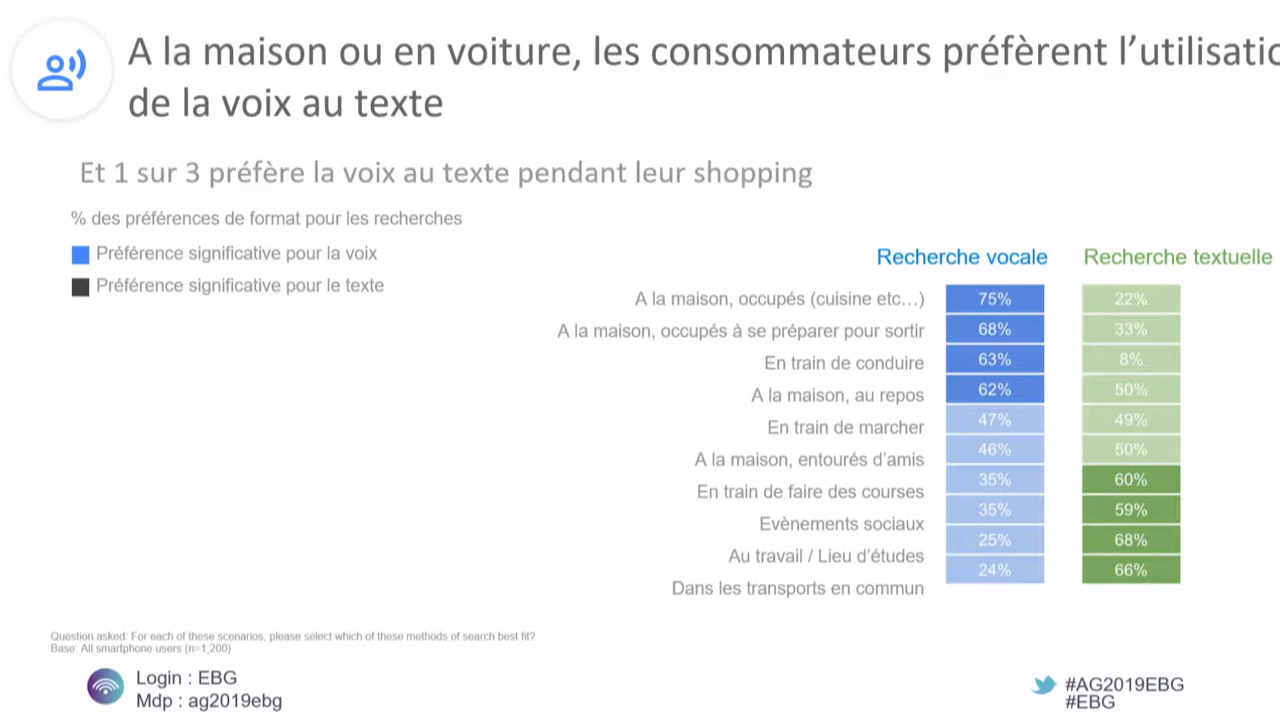 A la maison ou en voiture, les consommateurs préfèrent l'utilisatio
de la voix au texte
Et 1 sur 3 préfère la voix au texte pendant leur shopping
% des préférences de format pour les recherches
Préférence significative pour la voix
Préférence significative pour le texte
Recherche vocale Recherche textuelle
A la maison, occupés (cuisine etc…) 75% 22%
A la maison, occupés à se préparer pour sortir 68% 33%
En train de conduire 63% 8%
A la maison, au repos 62% 50%
En train de marcher 47% 49%
A la maison, entourés d'amis 46% 50%
En train de faire des courses 35% 60%
Evènements sociaux 35% 59%
Au travail / Lieu d'études 25% 68%
Dans les transports en commun 24% 66%
Question asked: For each of these scenarios, please select which of these methods of search best fit?
Base: All smartphone users (n=1,200)
Login : EBG
Mdp : ag2019ebg
#AG2019EBG
#EBG